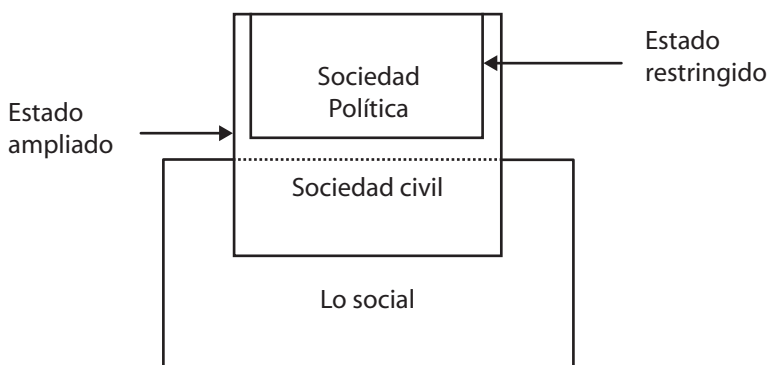 Estado
restringido
Sociedad
Política
Estado
ampliado
Sociedad civil
Lo social